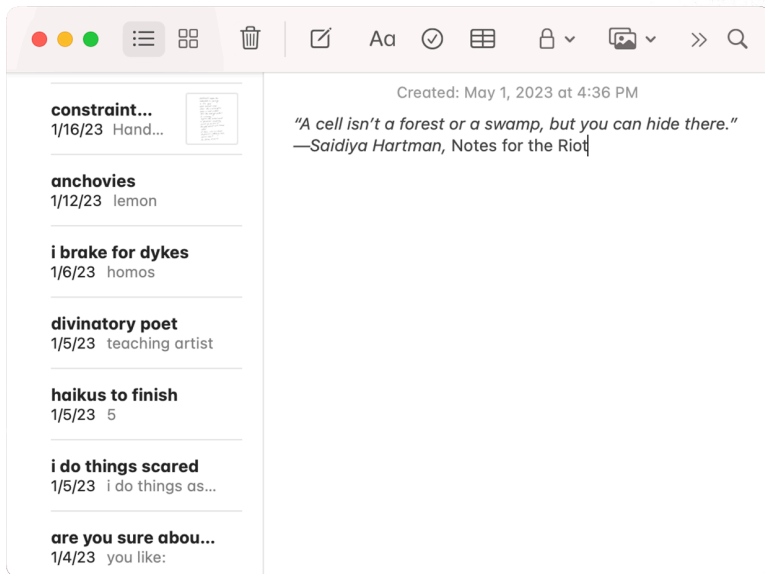 constraint...
1/16/23 Hand...
anchovies
1/12/23 lemon
i brake for dykes
1/6/23 homos
divinatory poet
1/5/23 teaching artist
haikus to finish
1/5/23 5
i do things scared
1/5/23 i do things as...
are you sure abou...
1/4/23 you like:
Aa
Created: May 1, 2023 at 4:36 PM
“A cell isn’t a forest or a swamp, but you can hide there.”
—Saidiya Hartman, Notes for the Riot